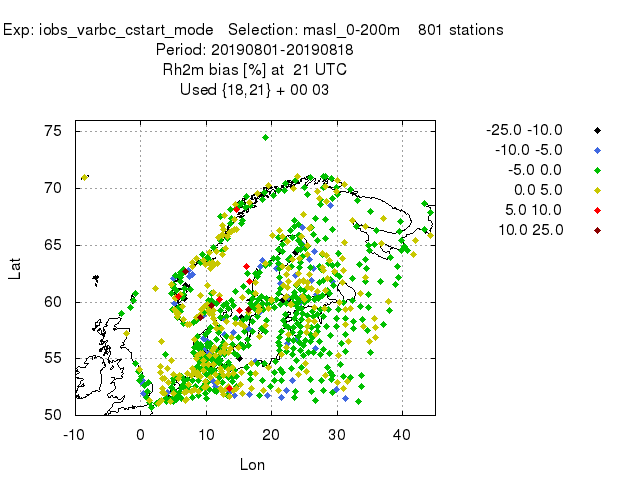 Exp: iobs_varbc_cstart_mode Selection: masl_0-200m 801 stations
Period: 20190801-20190818
Rh2m bias [%] at 21 UTC
Used {18,21} + 00 03
-25.0 -10.0
-10.0 -5.0
-5.0 0.0
0.0 5.0
5.0 10.0
10.0 25.0
75
70
65
60
55
50
Lat
-10 0 10 20 30 40
Lon